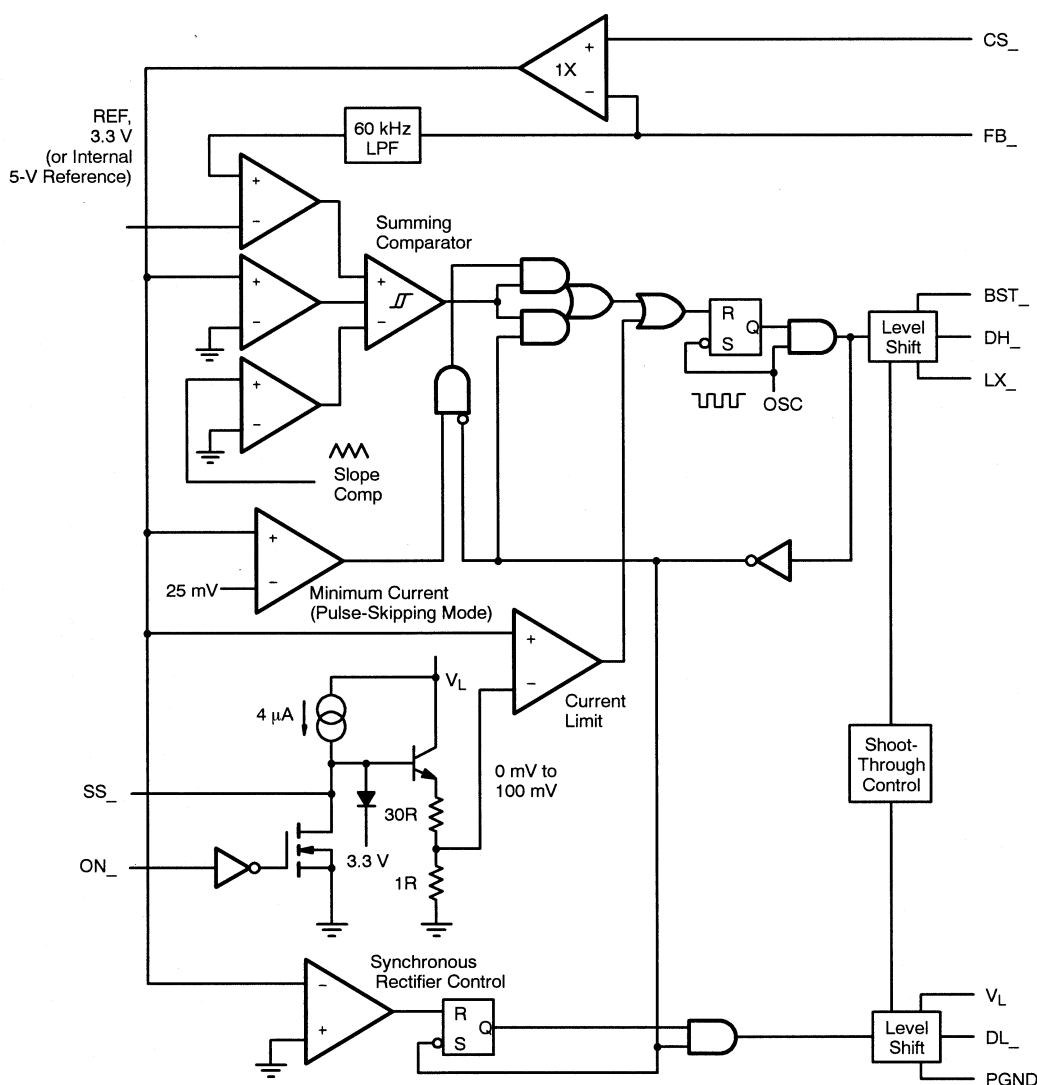 CS_
+
1X
−
REF,
3.3 V
(or Internal
5-V Reference)
60 kHz
LPF
FB_
+
−
Summing
Comparator
+
−
+
−
BST_
R
Q
S
Level
Shift
DH_
LX_
+
−
OSC
Slope
Comp
+
−
25 mV
Minimum Current
(Pulse-Skipping Mode)
+
−
Current
Limit
VL
4 µA
0 mV to
100 mV
Shoot-
Through
Control
SS_
30R
3.3 V
ON_
1R
Synchronous
Rectifier Control
−
+
R
Q
S
VL
Level
Shift
DL_
PGND